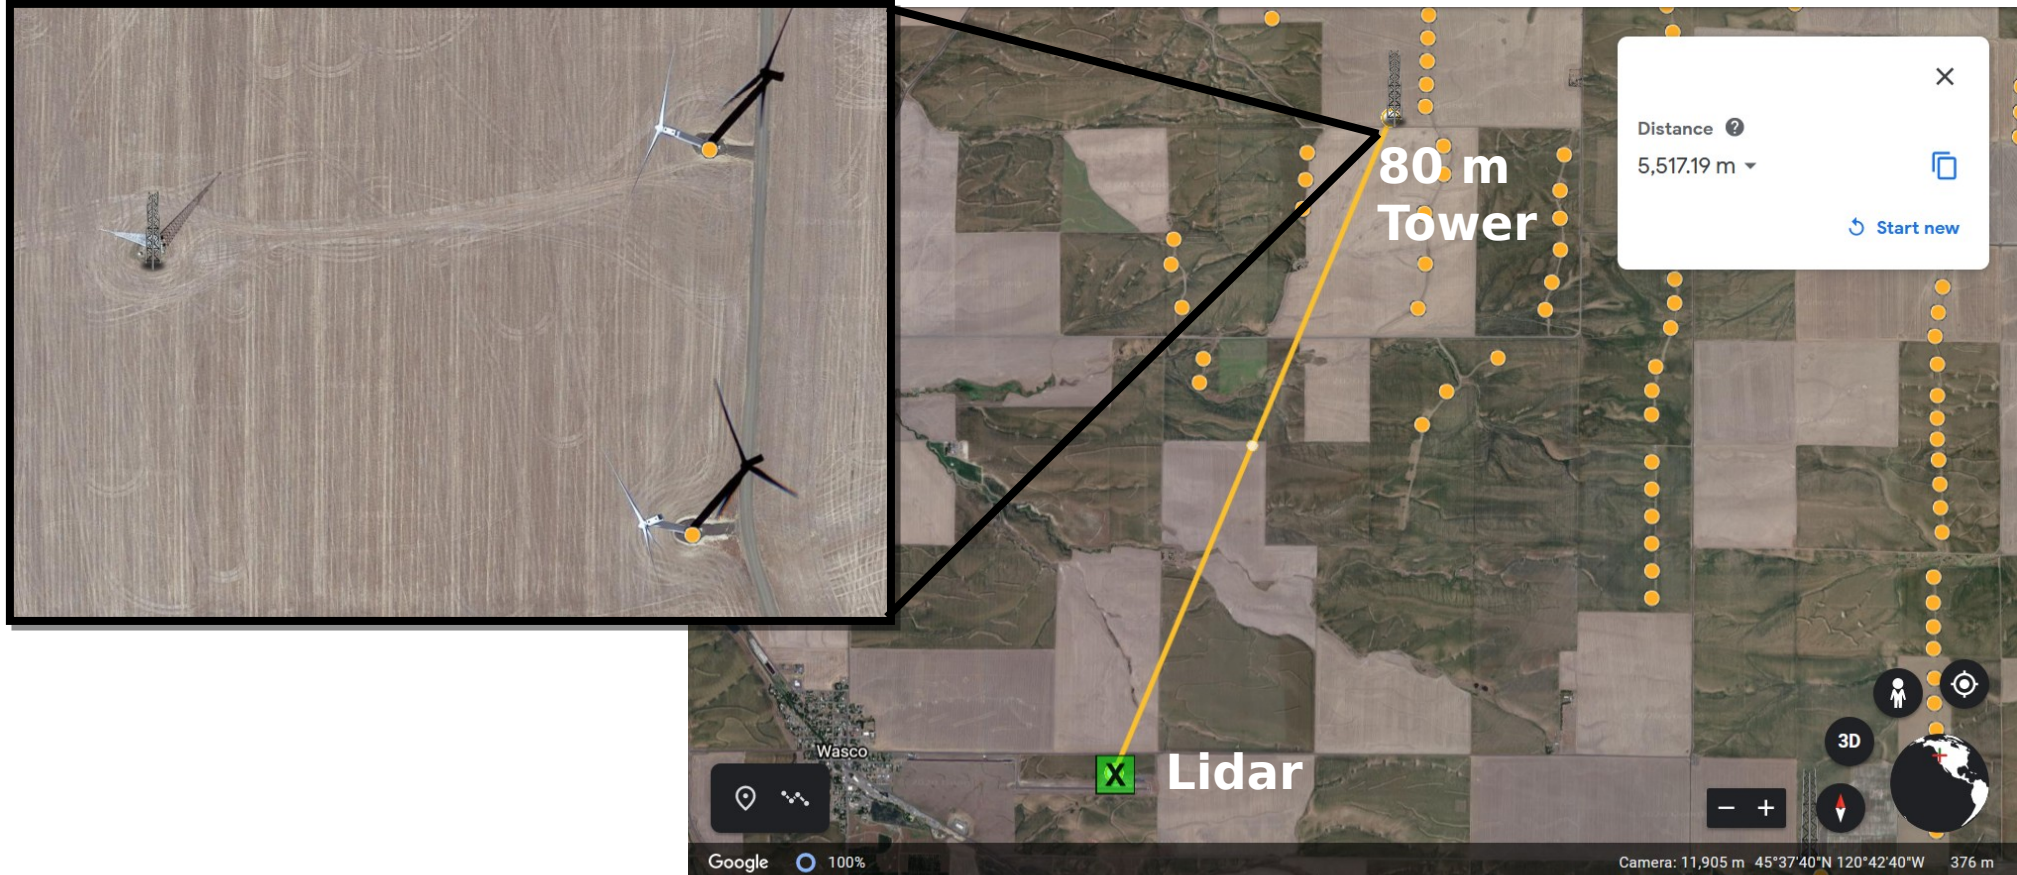 Distance
5,517.19 m
Start new
80 m
Tower
Wasco
X
Lidar
3D
Google
100%
Camera: 11,905 m 45°37'40"N 120°42'40"W 376 m